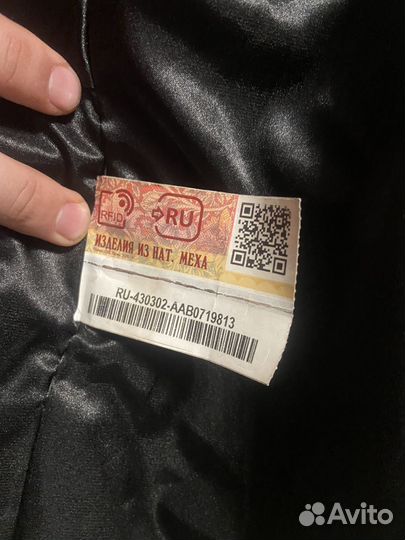 RFID
RU
ИЗДЕЛИЯ ИЗ НАТ. МЕХА
RU-430302-AAB0719813
Avito